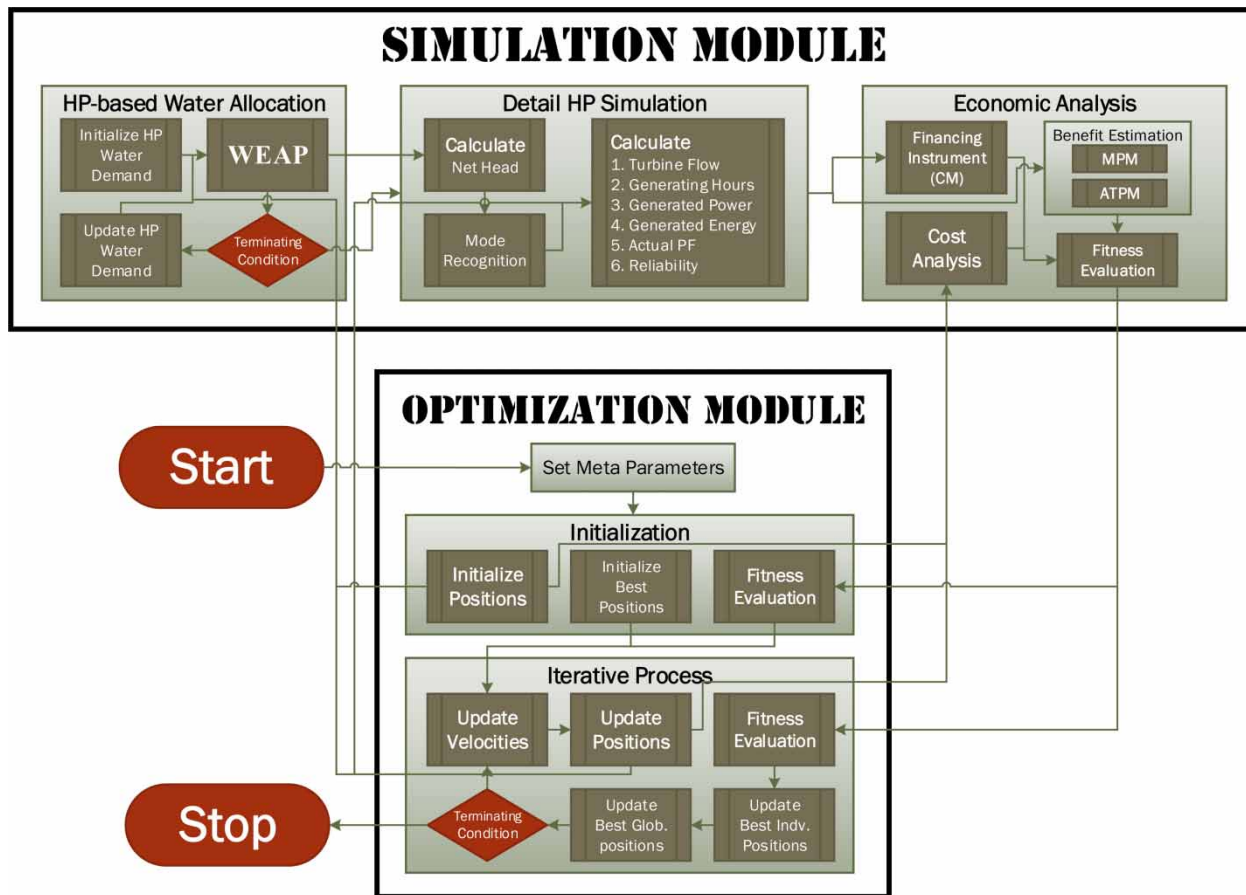 SIMULATION MODULE
HP-based Water Allocation
Initialize HP
Water
Demand
WEAP
Update HP
Water
Demand
Terminating
Condition
Detail HP Simulation
Calculate
Net Head
Mode
Recognition
Calculate
1. Turbine Flow
2. Generating Hours
3. Generated Power
4. Generated Energy
5. Actual PF
6. Reliability
Economic Analysis
Financing
Instrument
(CM)
Benefit Estimation
MPM
ATPM
Cost
Analysis
Fitness
Evaluation
OPTIMIZATION MODULE
Start
Set Meta Parameters
Initialization
Initialize
Positions
Initialize
Best
Positions
Fitness
Evaluation
Iterative Process
Update
Velocities
Update
Positions
Fitness
Evaluation
Stop
Terminating
Condition
Update
Best Glob.
positions
Update
Best Indv.
Positions